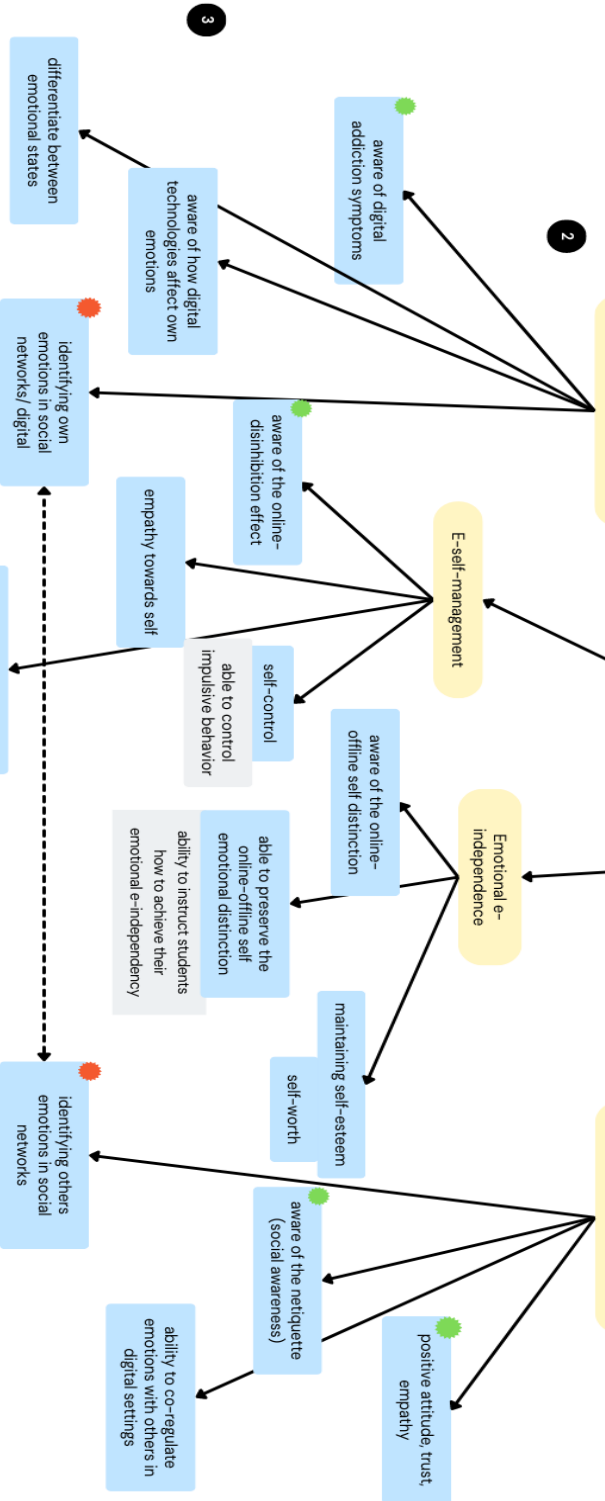 3
2
differentiate between
emotional states
aware of how digital
technologies affect own
emotions
aware of digital
addiction symptoms
identifying own
emotions in social
networks/ digital
aware of the online-
disinhibition effect
empathy towards self
E-self-management
self-control
able to control
impulsive behavior
aware of the online-
offline self distinction
Emotional e-
independence
able to preserve the
online-offline self
emotional distinction
ability to instruct students
how to achieve their
emotional e-independency
maintaining self-esteem
self-worth
identifying others
emotions in social
networks
aware of the netiquette
(social awareness)
ability to co-regulate
emotions with others in
digital settings
positive attitude, trust,
empathy